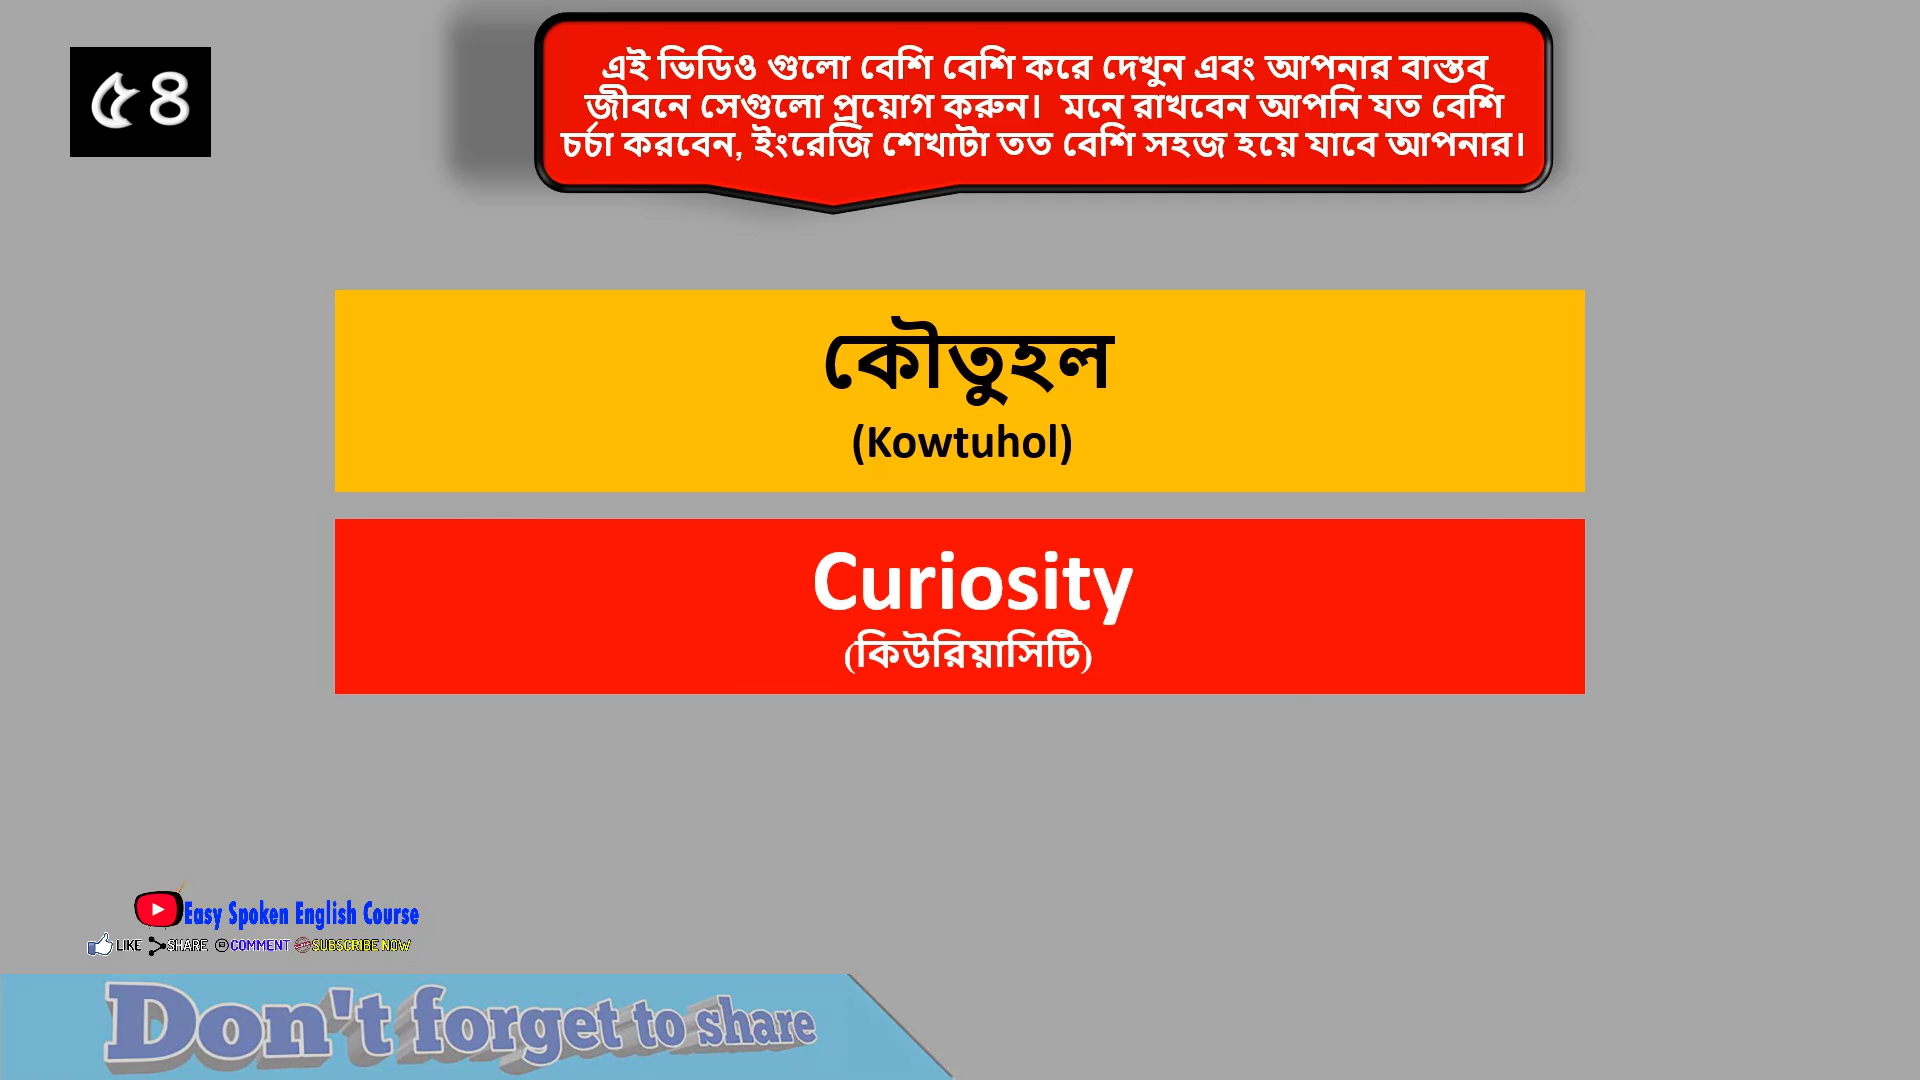 ৫৪
এই ভিডিও গুলো বেশি বেশি করে দেখুন এবং আপনার বাস্তব
জীবনে সেগুলো প্রয়োগ করুন। মনে রাখবেন আপনি যত বেশি
চর্চা করবেন, ইংরেজি শেখাটা তত বেশি সহজ হয়ে যাবে আপনার।
কৌতুহল
(Kowtuhol)
Curiosity
(কিউরিয়াসিটি)
Easy Spoken English Course
LIKE SHARE COMMENT SUBSCRIBE NOW
Don't forget to share